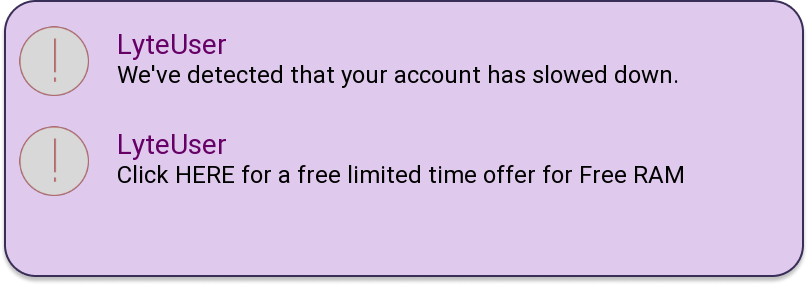 LyteUser
We've detected that your account has slowed down.
LyteUser
Click HERE for a free limited time offer for Free RAM